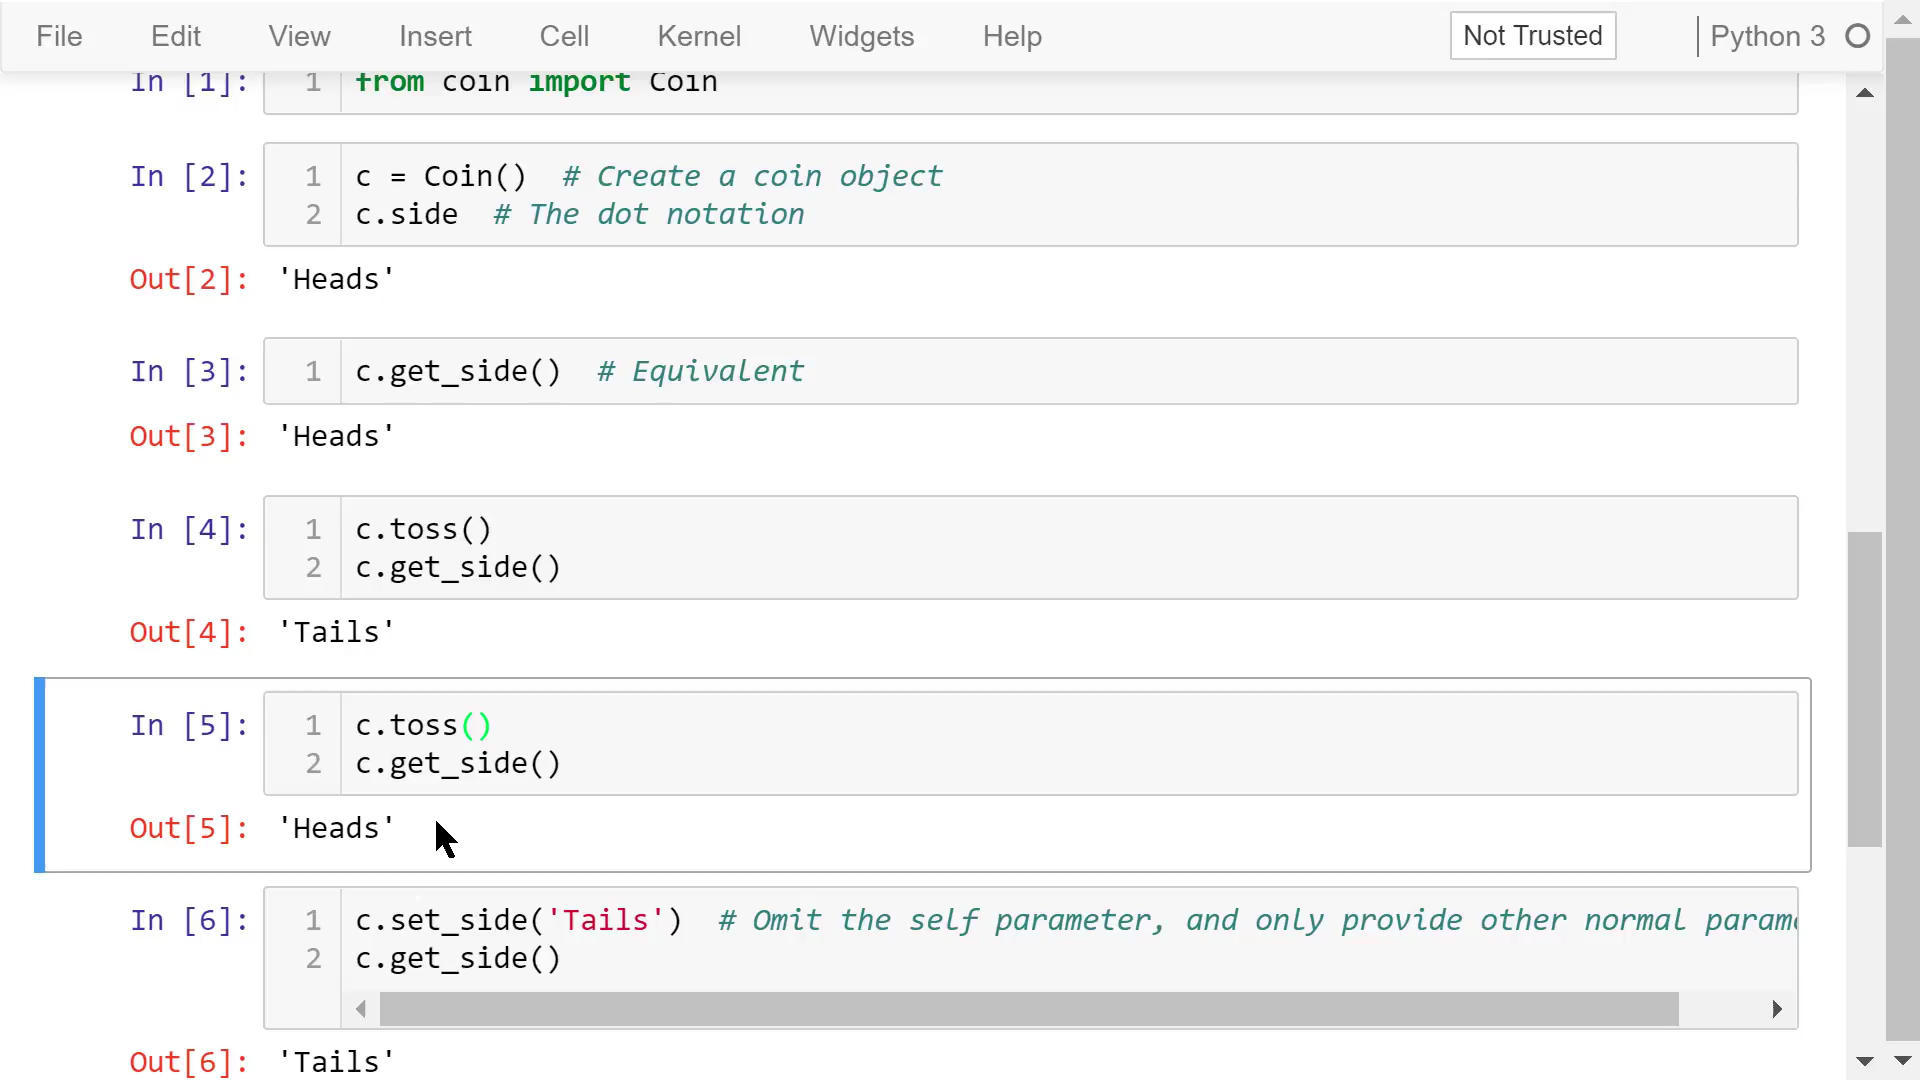 File Edit View Insert Cell Kernel Widgets Help Not Trusted Python 3
In [1]: 1 from coin import Coin
In [2]: 1 c = Coin()  # Create a coin object
2 c.side  # The dot notation
Out[2]: 'Heads'
In [3]: 1 c.get_side()  # Equivalent
Out[3]: 'Heads'
In [4]: 1 c.toss()
2 c.get_side()
Out[4]: 'Tails'
In [5]: 1 c.toss()
2 c.get_side()
Out[5]: 'Heads'
In [6]: 1 c.set_side('Tails')  # Omit the self parameter, and only provide other normal
2 c.get_side()
Out[6]: 'Tails'